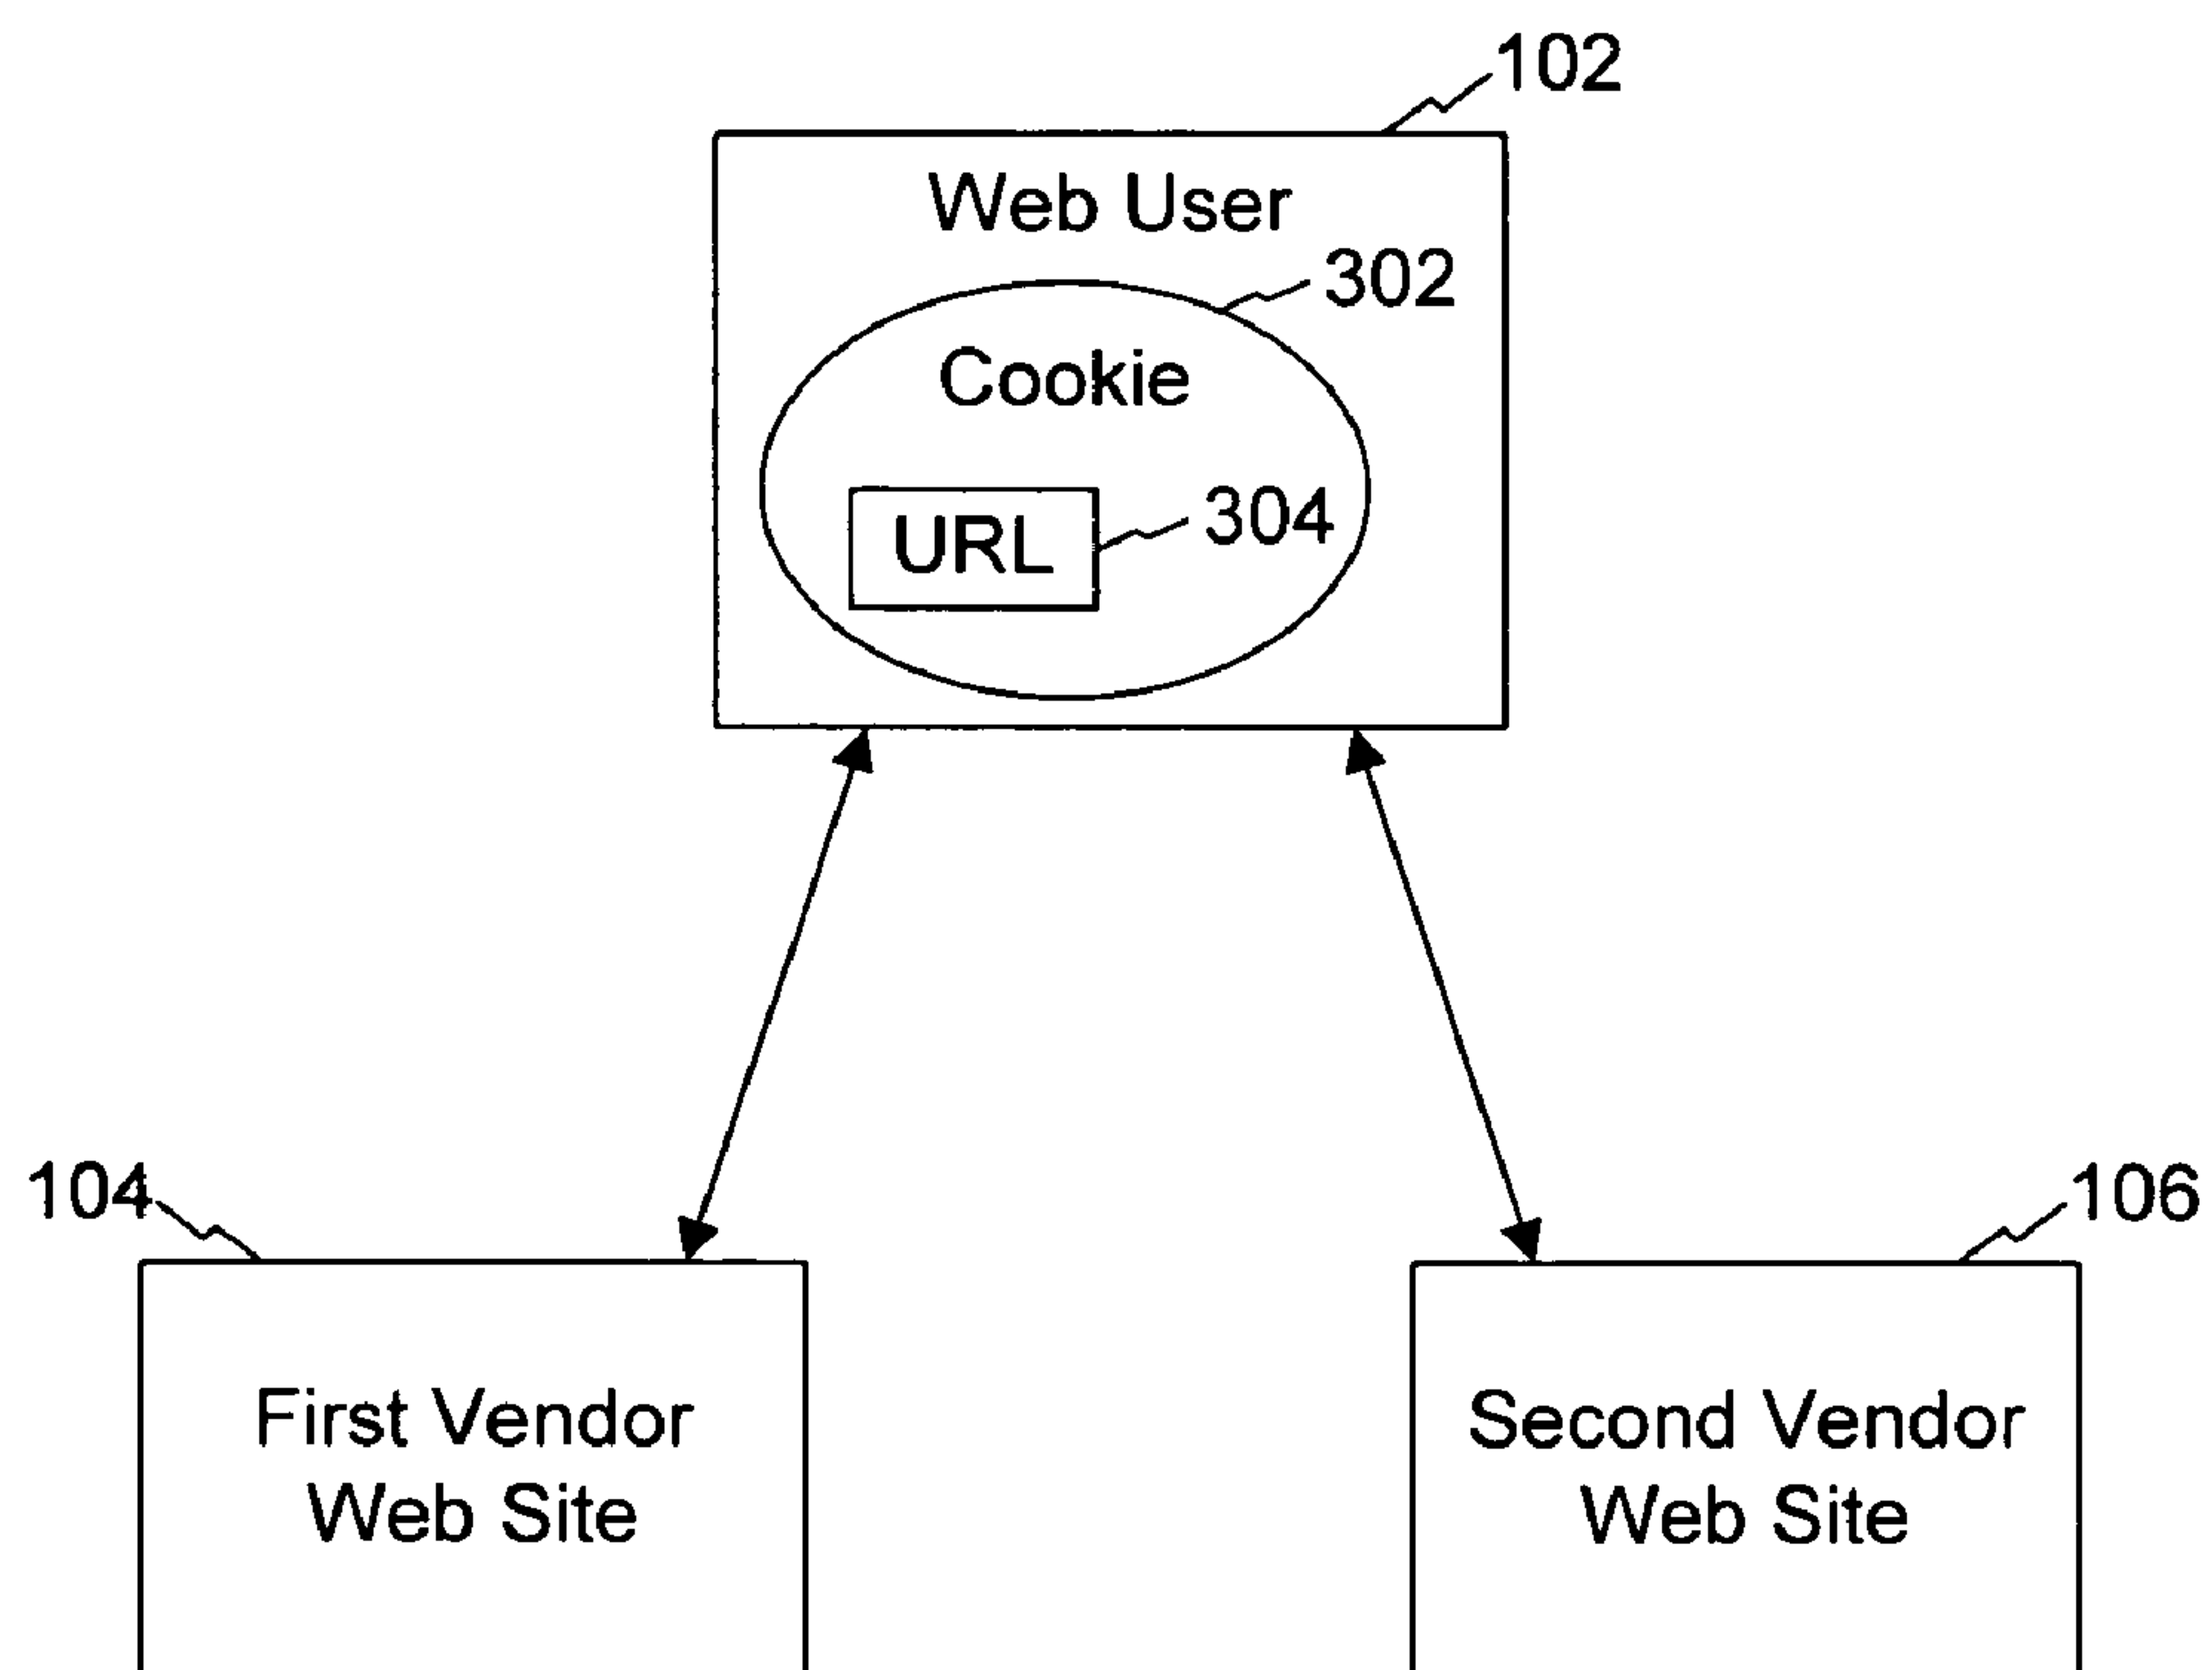 102
Web User
302
Cookie
304
URL
104
106
First Vendor
Web Site
Second Vendor
Web Site